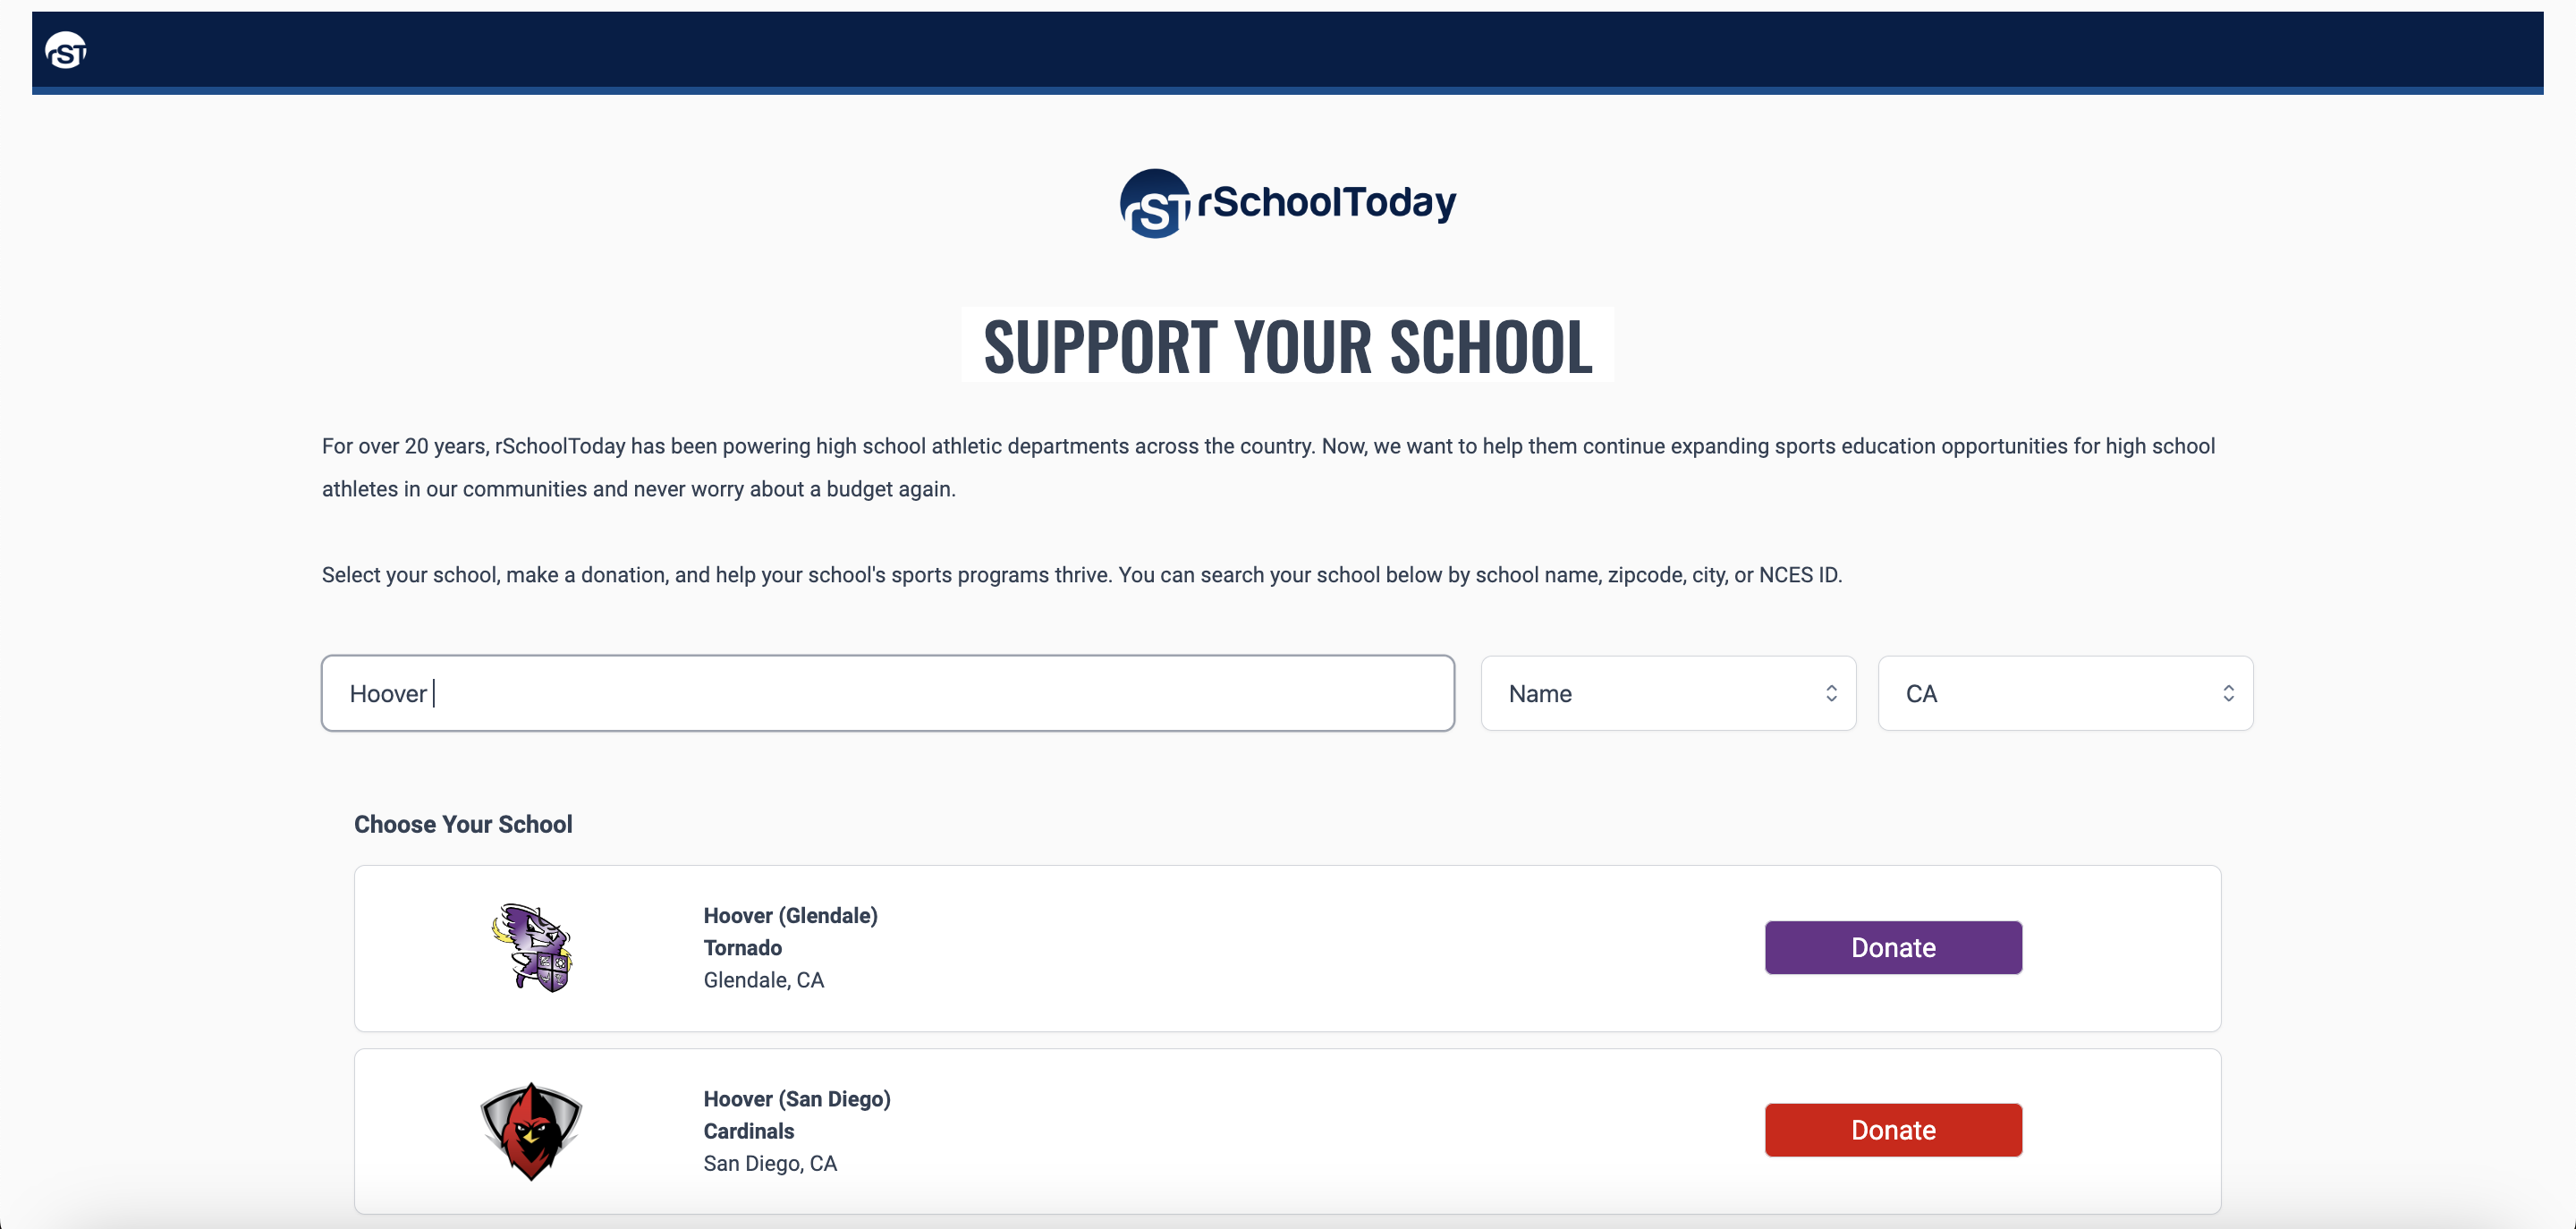 rST
rST rSchoolToday
SUPPORT YOUR SCHOOL
For over 20 years, rSchoolToday has been powering high school athletic departments across the country. Now, we want to help them continue expanding sports education opportunities for high school
athletes in our communities and never worry about a budget again.
Select your school, make a donation, and help your school's sports programs thrive. You can search your school below by school name, zipcode, city, or NCES ID.
Hoover
Name
CA
Choose Your School
Hoover (Glendale)
Tornado
Glendale, CA
Donate
Hoover (San Diego)
Cardinals
San Diego, CA
Donate